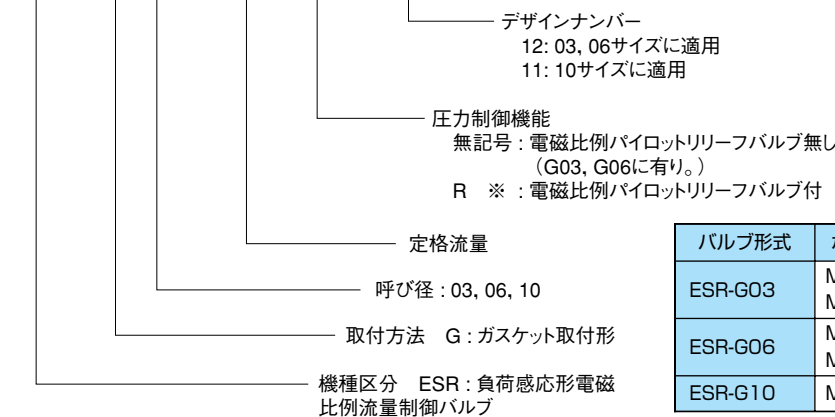 デザインナンバー
12: 03, 06サイズに適用
11: 10サイズに適用
圧力制御機能
無記号 : 電磁比例パイロットリリーフバルブ無し
（G03, G06に有り。）
R ※ : 電磁比例パイロットリリーフバルブ付
定格流量
呼び径 : 03, 06, 10
取付方法 G : ガスケット取付形
機種区分 ESR : 負荷感応形電磁
比例流量制御バルブ
バルブ形式
ESR-G03
ESR-G06
ESR-G10